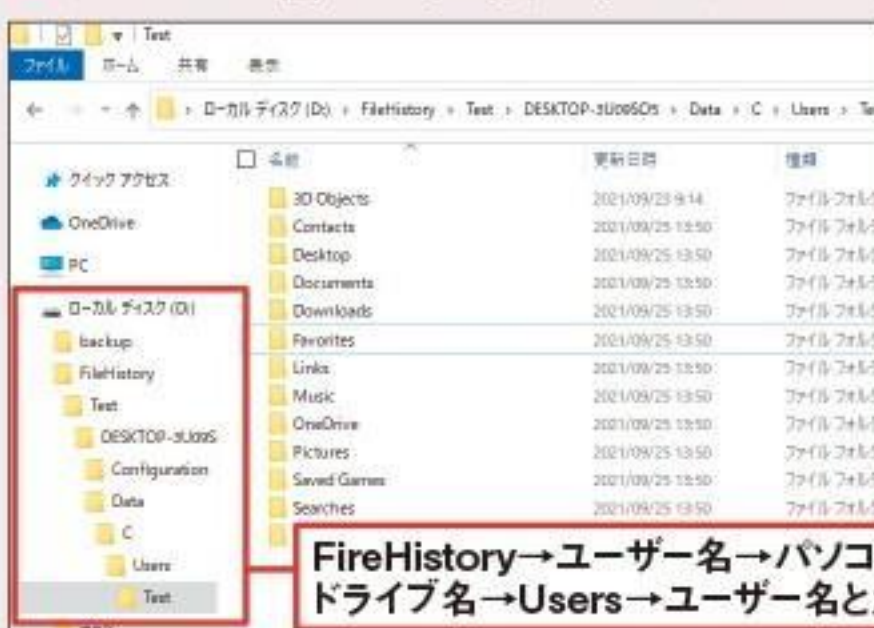 Test
ファイル ホーム 共有 表示
ローカル ディスク (D:) › FileHistory › Test › DESKTOP-3U09SO5 › Data › C › Users › Te
名前 更新日時 種類
クイック アクセス
OneDrive
PC
ローカル ディスク (D:)
backup
FileHistory
Test
DESKTOP-3U09S
Configuration
Data
C
Users
Test
3D Objects 2021/09/23 9:14 ファイル フォル
Contacts 2021/09/25 13:50 ファイル フォル
Desktop 2021/09/25 13:50 ファイル フォル
Documents 2021/09/25 13:50 ファイル フォル
Downloads 2021/09/25 13:50 ファイル フォル
Favorites 2021/09/25 13:50 ファイル フォル
Links 2021/09/25 13:50 ファイル フォル
Music 2021/09/25 13:50 ファイル フォル
OneDrive 2021/09/25 13:50 ファイル フォル
Pictures 2021/09/25 13:50 ファイル フォル
Saved Games 2021/09/25 13:50 ファイル フォル
Searches 2021/09/25 13:50 ファイル フォル
FireHistory→ユーザー名→パソコ
ドライブ名→Users→ユーザー名と